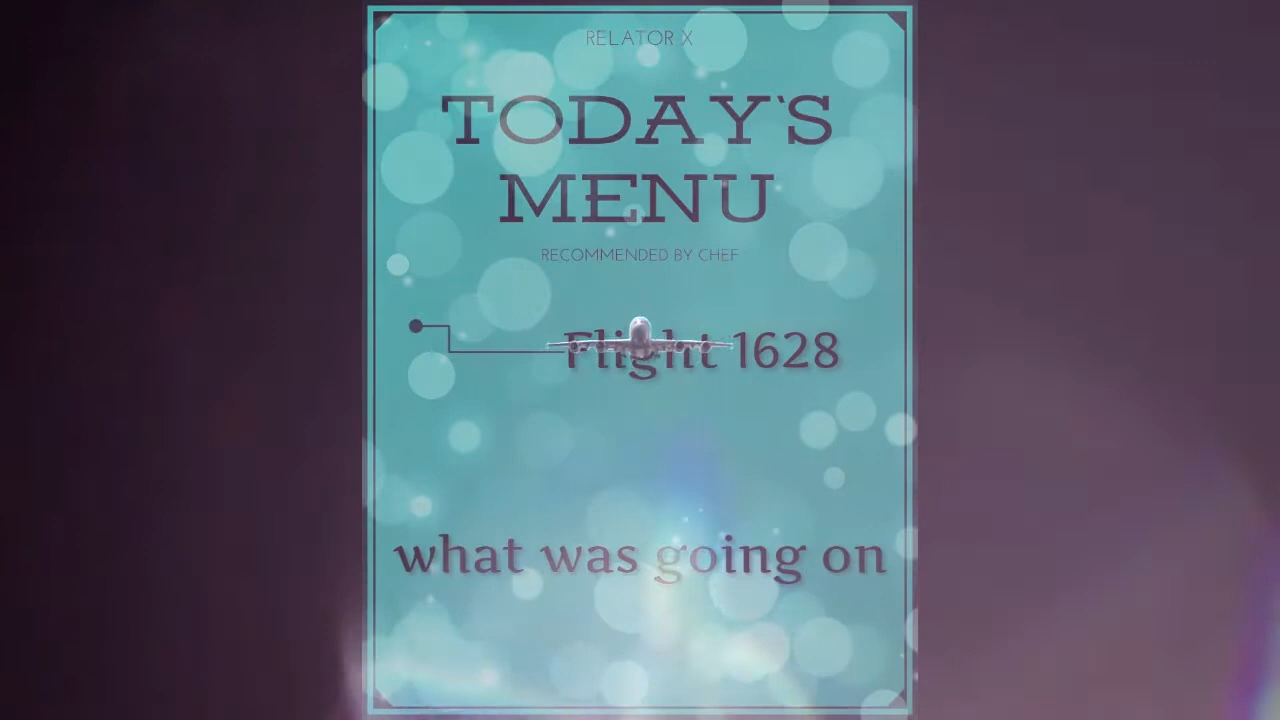 RELATOR X
TODAY'S
MENU
RECOMMENDED BY CHEF
Flight 1628
what was going on